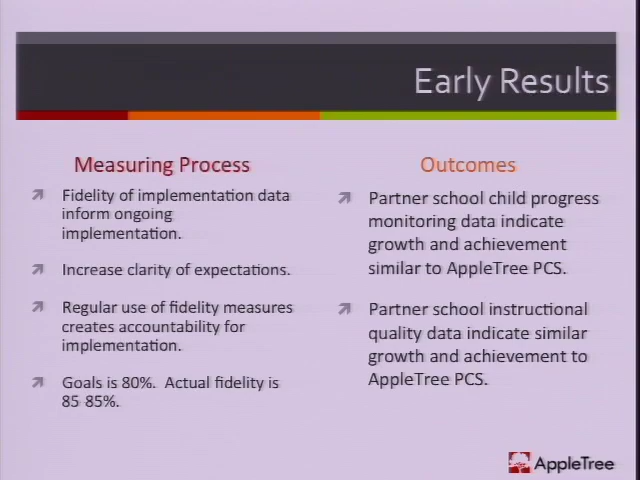 Early Results
Measuring Process
Fidelity of implementation data
inform ongoing
implementation.
Increase clarity of expectations.
Regular use of fidelity measures
creates accountability for
implementation.
Goals is 80%. Actual fidelity is
85 85%.
Outcomes
Partner school child progress
monitoring data indicate
growth and achievement
similar to AppleTree PCS.
Partner school instructional
quality data indicate similar
growth and achievement to
AppleTree PCS.
AppleTree